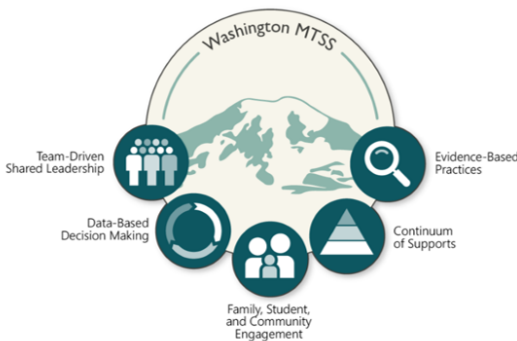 Washington MTSS
Team-Driven
Shared Leadership
Evidence-Based
Practices
Data-Based
Decision Making
Continuum
of Supports
Family, Student,
and Community
Engagement